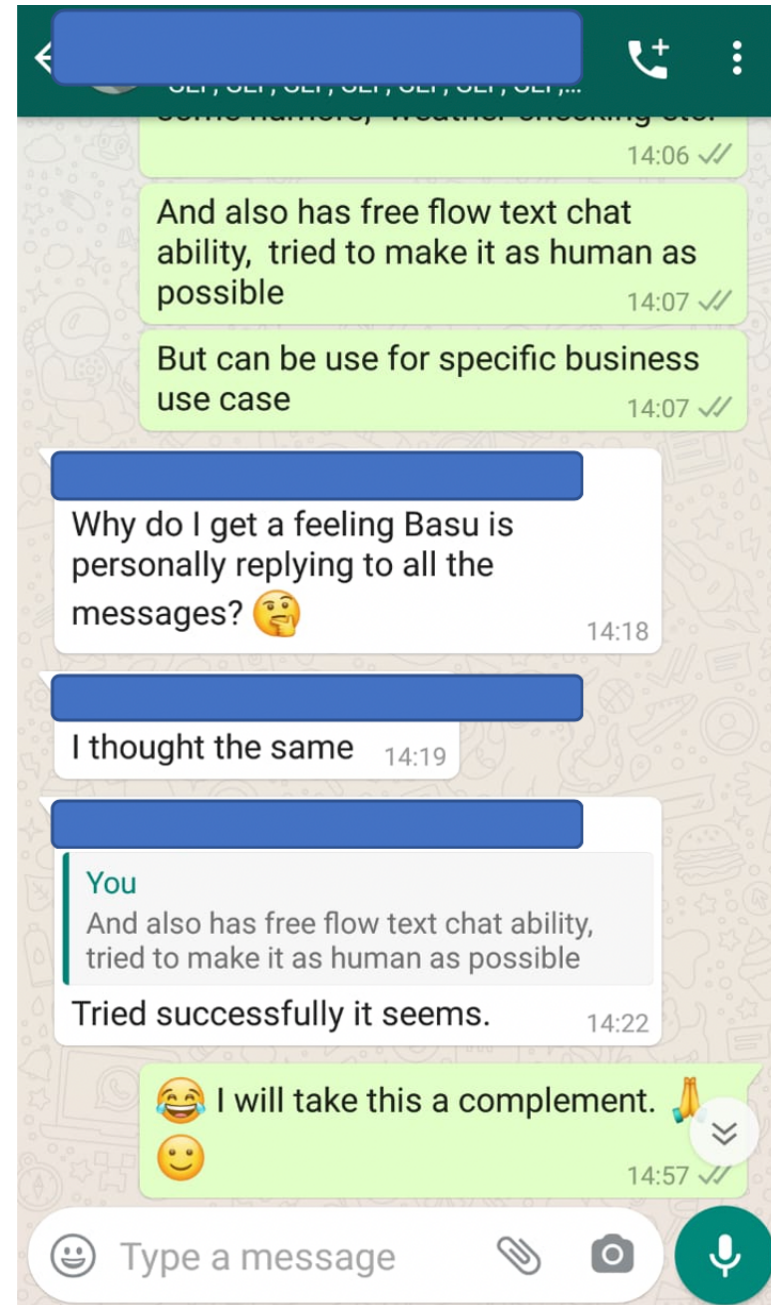 14:06
And also has free flow text chat
ability, tried to make it as human as
possible
14:07
But can be use for specific business
use case
14:07
Why do I get a feeling Basu is
personally replying to all the
messages? 🤔
14:18
I thought the same 14:19
You
And also has free flow text chat ability,
tried to make it as human as possible
Tried successfully it seems.
14:22
😂 I will take this a complement. 🙏
🙂
14:57
Type a message